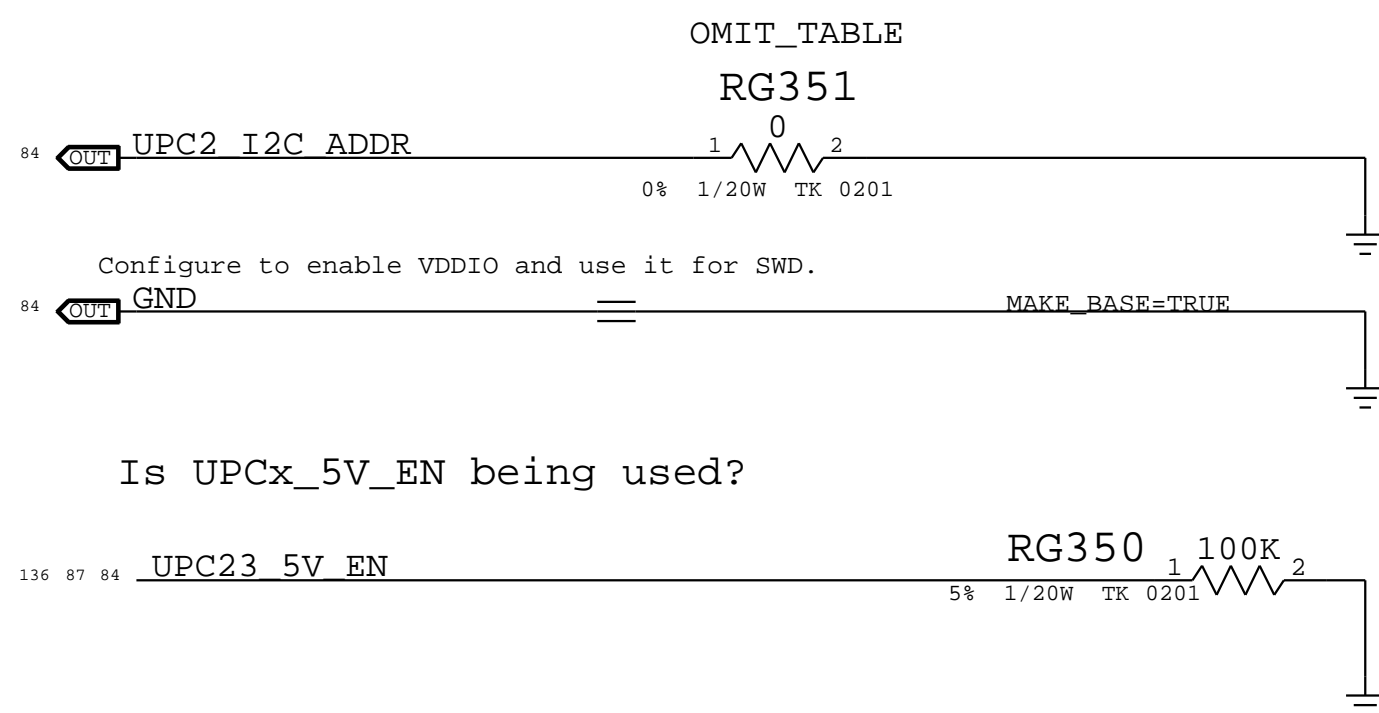 OMIT_TABLE
RG351
0
84 OUT UPC2_I2C_ADDR 1 2
0% 1/20W TK 0201
Configure to enable VDDIO and use it for SWD.
84 OUT GND MAKE_BASE=TRUE
Is UPCx_5V_EN being used?
RG350 100K
136 87 84 UPC23_5V_EN 1 2
5% 1/20W TK 0201